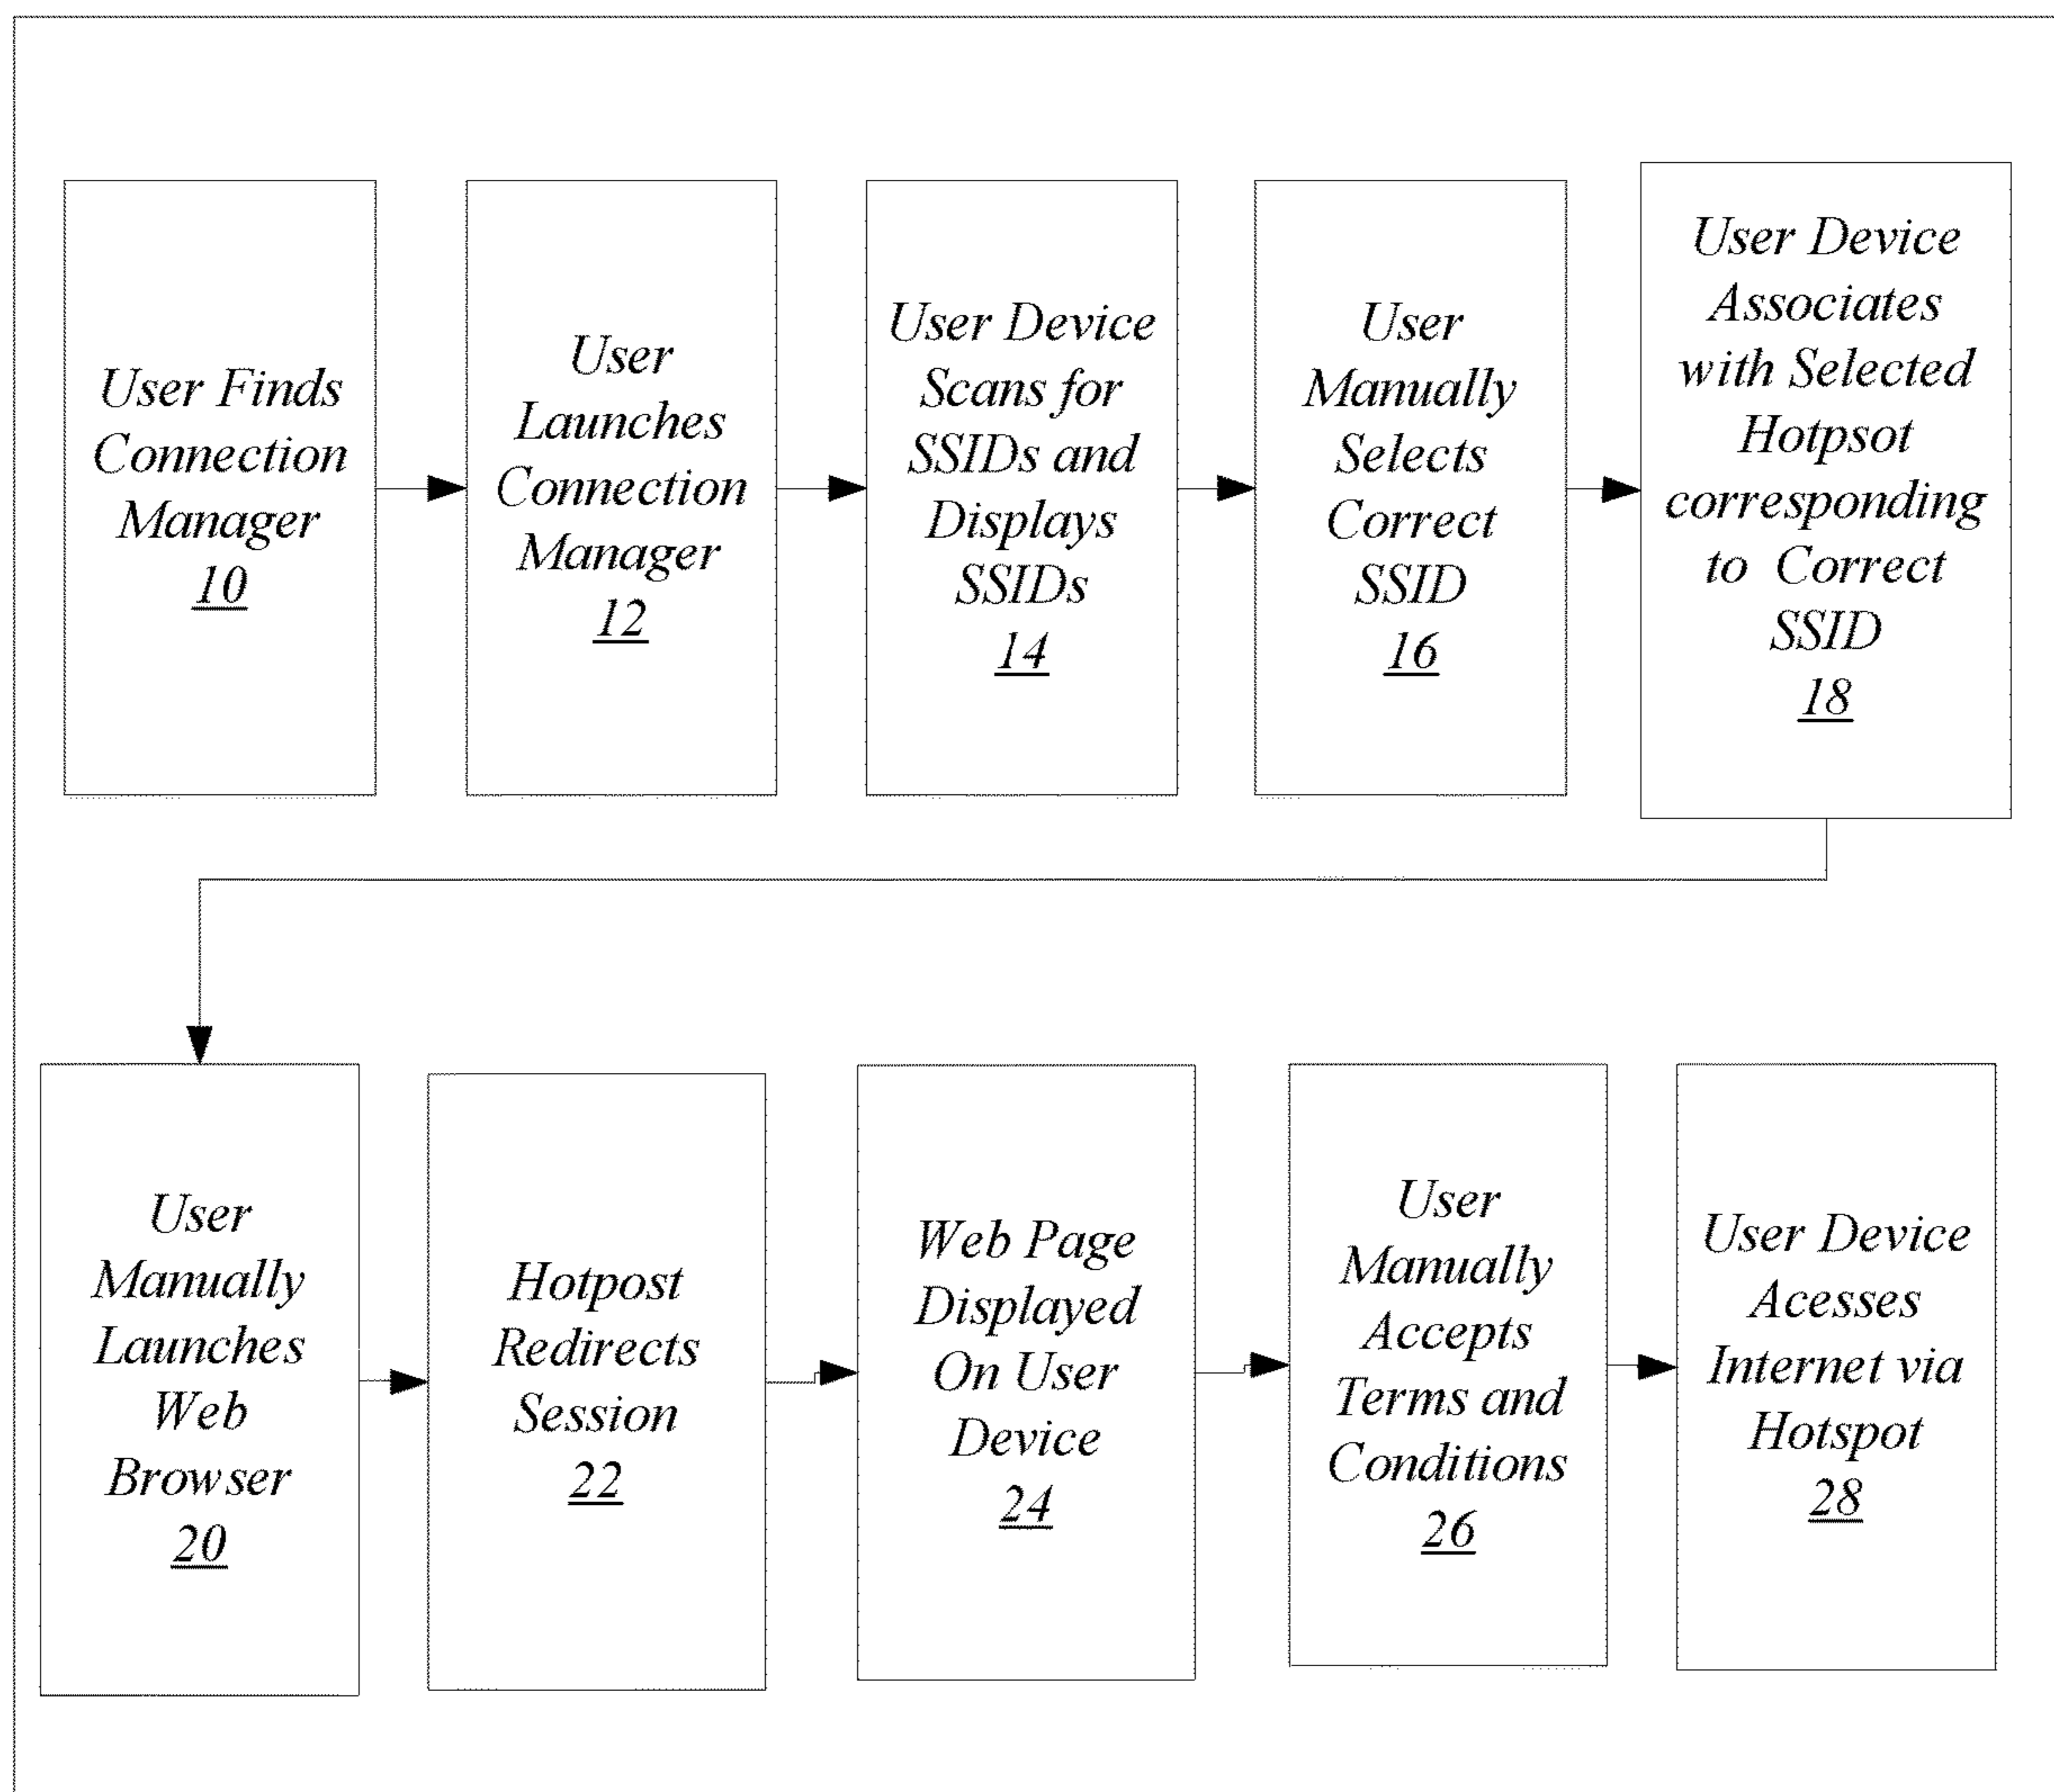 User Finds
Connection
Manager
10
User
Launches
Connection
Manager
12
User Device
Scans for
SSIDs and
Displays
SSIDs
14
User
Manually
Selects
Correct
SSID
16
User Device
Associates
with Selected
Hotpsot
corresponding
to Correct
SSID
18
User
Manually
Launches
Web
Browser
20
Hotpost
Redirects
Session
22
Web Page
Displayed
On User
Device
24
User
Manually
Accepts
Terms and
Conditions
26
User Device
Acesses
Internet via
Hotspot
28